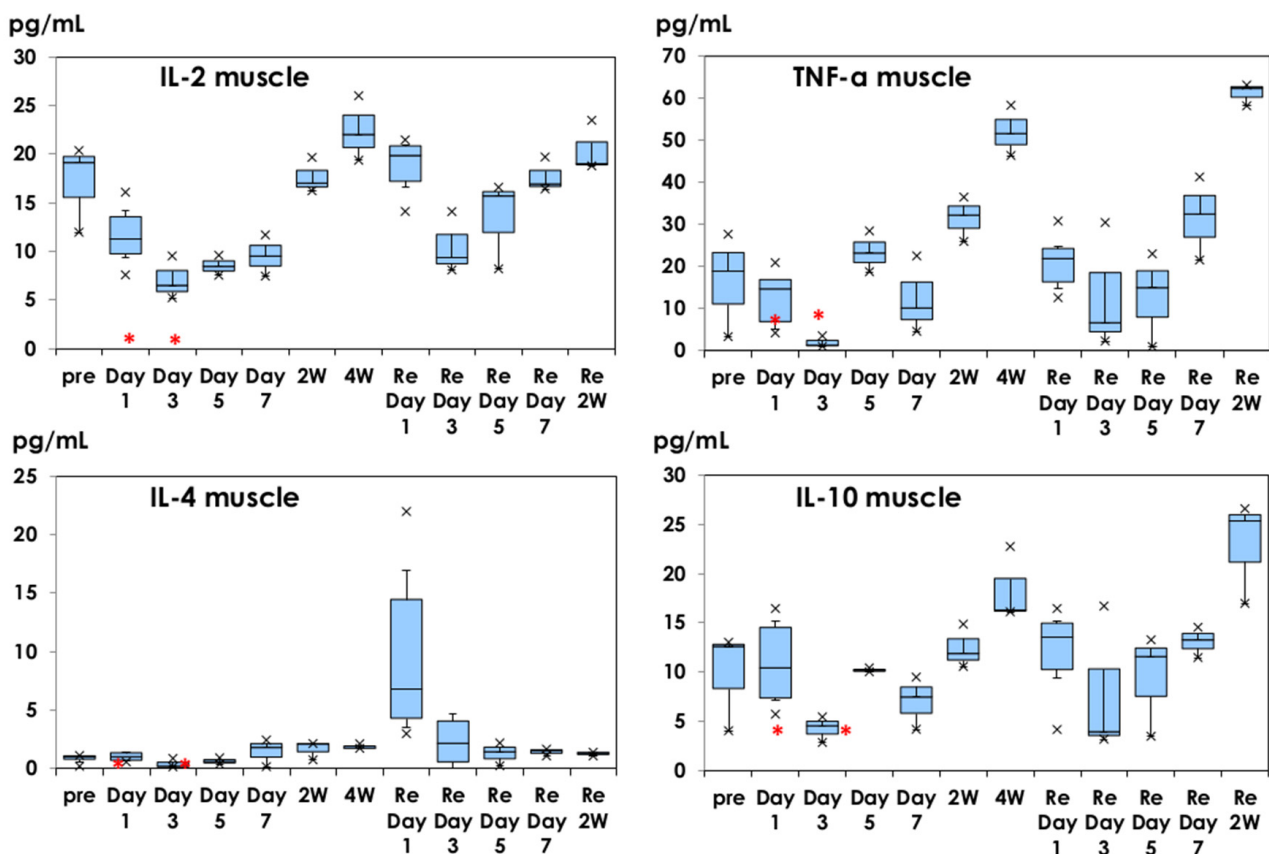 pg/mL
IL-2 muscle
30
25
20
15
10
5
0
*
*
pre Day Day Day Day 2W 4W Re Re Re Re Re
1 3 5 7 Day Day Day Day 2W
1 3 5 7
pg/mL
TNF-a muscle
70
60
50
40
30
20
10
0
*
*
pre Day Day Day Day 2W 4W Re Re Re Re Re
1 3 5 7 Day Day Day Day 2W
1 3 5 7
pg/mL
IL-4 muscle
25
20
15
10
5
0
*
*
pre Day Day Day Day 2W 4W Re Re Re Re Re
1 3 5 7 Day Day Day Day 2W
1 3 5 7
pg/mL
IL-10 muscle
30
25
20
15
10
5
0
*
*
pre Day Day Day Day 2W 4W Re Re Re Re Re
1 3 5 7 Day Day Day Day 2W
1 3 5 7